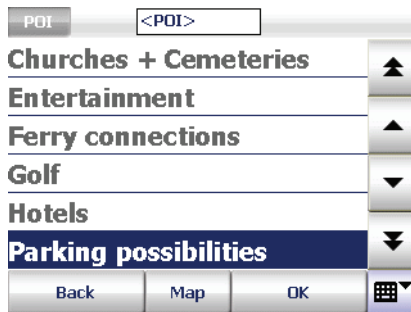 POI <POI>
Churches + Cemeteries
Entertainment
Ferry connections
Golf
Hotels
Parking possibilities
Back Map OK